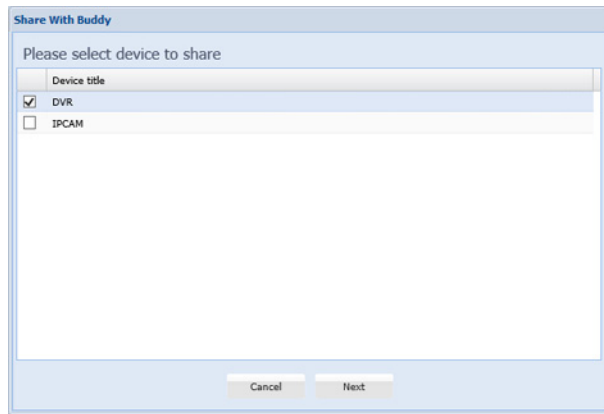 Share With Buddy
Please select device to share
Device title
DVR
IPCAM
Cancel Next